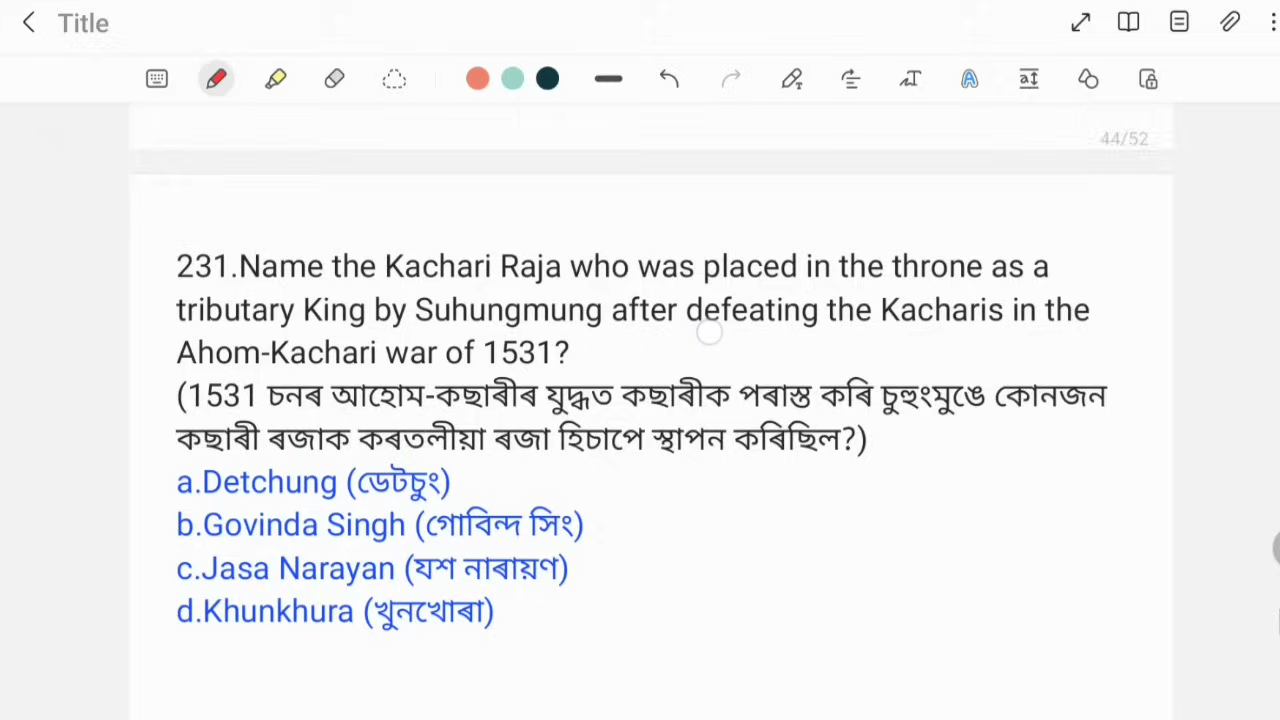 Title
44/52
231.Name the Kachari Raja who was placed in the throne as a
tributary King by Suhungmung after defeating the Kacharis in the
Ahom-Kachari war of 1531?
(1531 চনৰ আহোম-কছাৰীৰ যুদ্ধত কছাৰীক পৰাস্ত কৰি চুহুংমুঙে কোনজন
কছাৰী ৰজাক কৰতলীয়া ৰজা হিচাপে স্থাপন কৰিছিল?)
a.Detchung (ডেটচুং)
b.Govinda Singh (গোবিন্দ সিং)
c.Jasa Narayan (যশ নাৰায়ণ)
d.Khunkhura (খুনখোৰা)